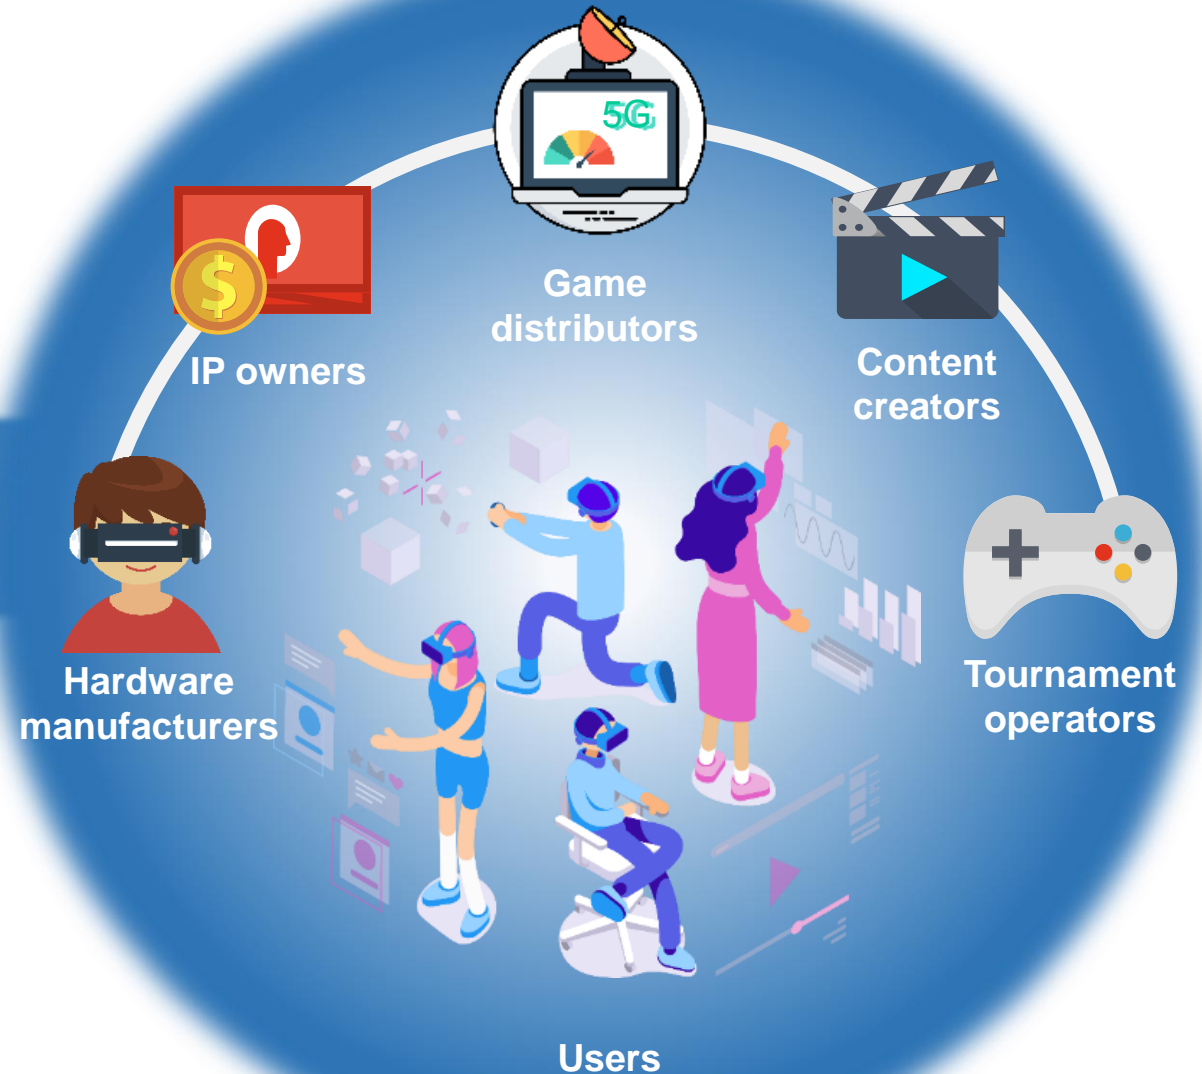 5G
$
Game
distributors
IP owners
Content
creators
Hardware
manufacturers
Tournament
operators
Users